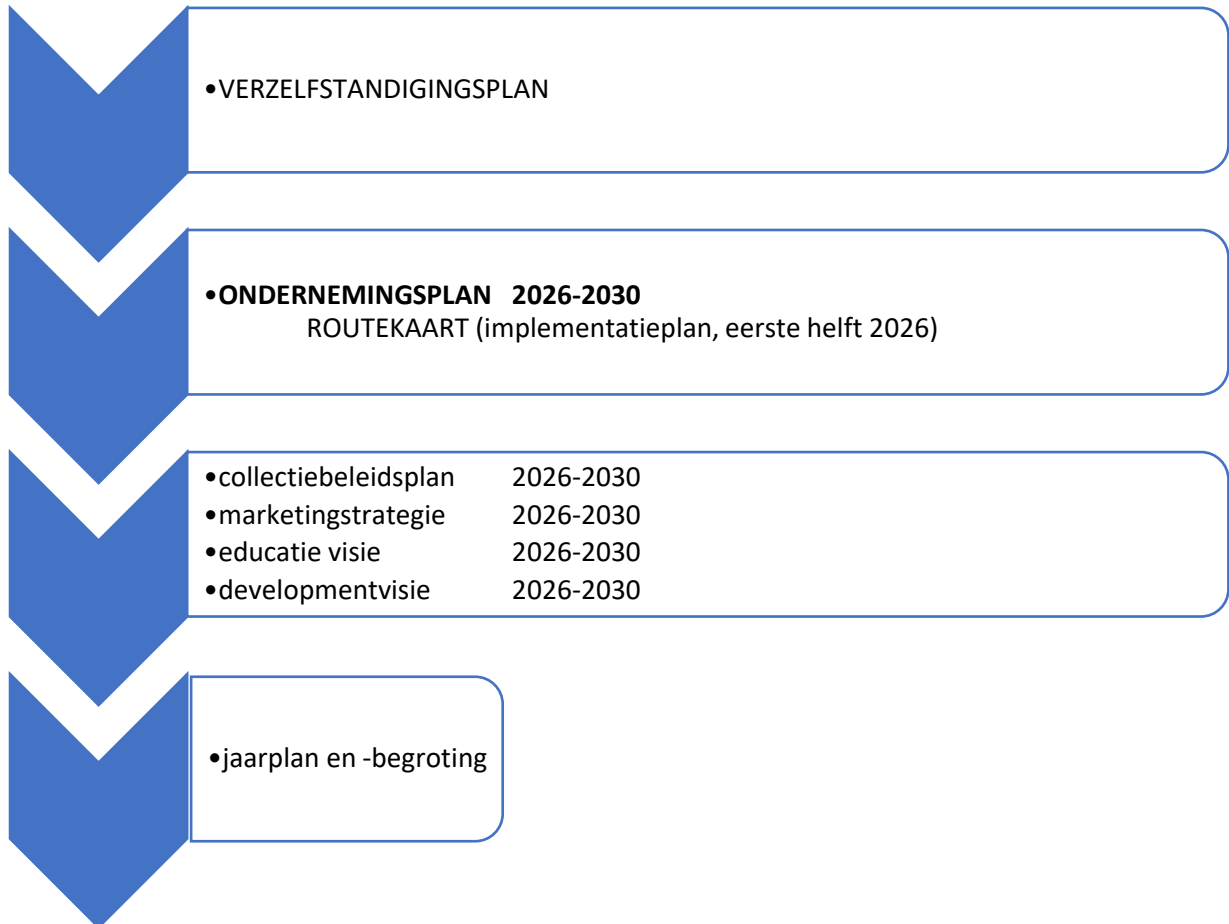 •VERZELFSTANDIGINGSPLAN
•ONDERNEMINGSPLAN 2026-2030
ROUTEKAART (implementatieplan, eerste helft 2026)
•collectiebeleidsplan 2026-2030
•marketingstrategie 2026-2030
•educatie visie 2026-2030
•developmentvisie 2026-2030
•jaarplan en -begroting